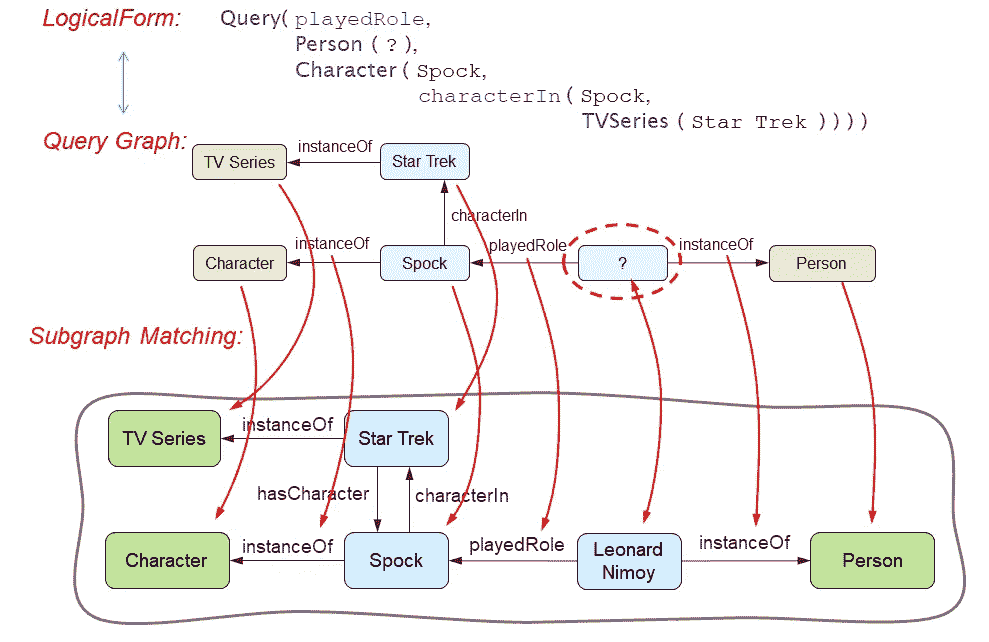 LogicalForm: Query( playedRole,
Person ( ? ),
Character ( Spock,
characterIn ( Spock,
TVSeries ( Star Trek ) ) ) )
Query Graph:
TV Series
instanceOf
Star Trek
characterIn
Character
instanceOf
Spock
playedRole
?
instanceOf
Person
Subgraph Matching:
TV Series
instanceOf
Star Trek
hasCharacter
characterIn
Character
instanceOf
Spock
playedRole
Leonard
Nimoy
instanceOf
Person